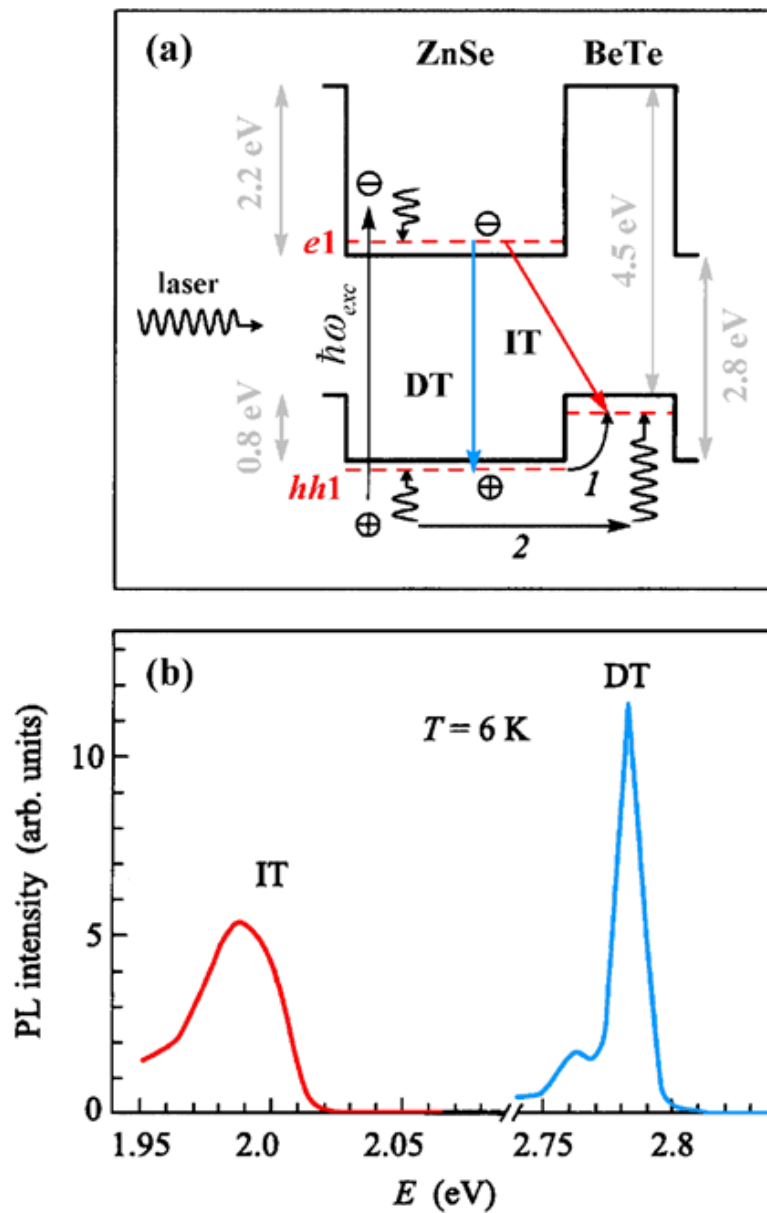 (a) ZnSe BeTe
2.2 eV
⊖
⊖
e1
4.5 eV
laser
ħω_exc
IT
2.8 eV
DT
0.8 eV
hh1
⊕
⊕
1
2
(b)
DT
T = 6 K
IT
PL intensity (arb. units)
10
5
0
1.95 2.0 2.05 2.75 2.8
E (eV)